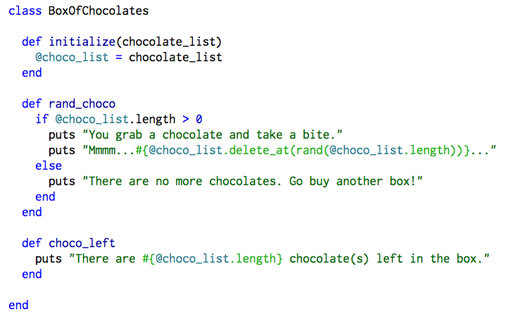 class BoxOfChocolates
def initialize(chocolate_list)
@choco_list = chocolate_list
end
def rand_choco
if @choco_list.length > 0
puts "You grab a chocolate and take a bite."
puts "Mmmm...#{@choco_list.delete_at(rand(@choco_list.length))}..."
else
puts "There are no more chocolates. Go buy another box!"
end
end
def choco_left
puts "There are #{@choco_list.length} chocolate(s) left in the box."
end
end